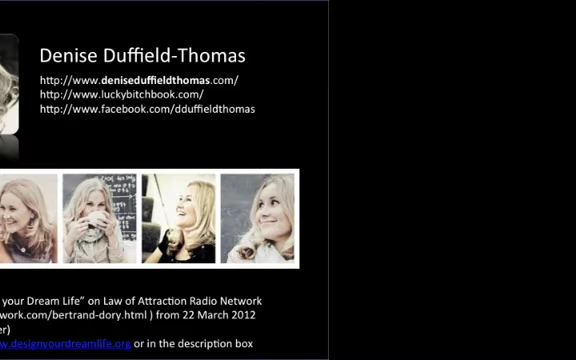 Denise Duffield-Thomas
http://www.deniseduffieldthomas.com/
http://www.luckybitchbook.com/
http://www.facebook.com/dduffieldthomas
your Dream Life” on Law of Attraction Radio Network
work.com/bertrand-dory.html ) from 22 March 2012
er)
w.designyourdreamlife.org or in the description box